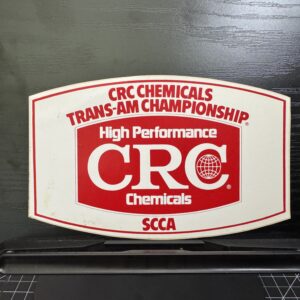 CRC CHEMICALS
TRANS-AM CHAMPIONSHIP®
High Performance
CRC®
Chemicals
SCCA